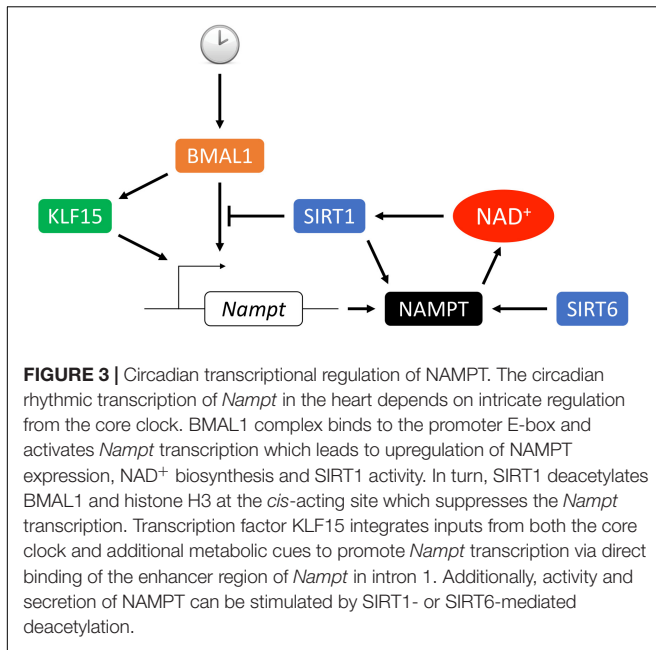 BMAL1
KLF15
SIRT1
NAD+
Nampt
NAMPT
SIRT6
FIGURE 3 | Circadian transcriptional regulation of NAMPT. The circadian
rhythmic transcription of Nampt in the heart depends on intricate regulation
from the core clock. BMAL1 complex binds to the promoter E-box and
activates Nampt transcription which leads to upregulation of NAMPT
expression, NAD+ biosynthesis and SIRT1 activity. In turn, SIRT1 deacetylates
BMAL1 and histone H3 at the cis-acting site which suppresses the Nampt
transcription. Transcription factor KLF15 integrates inputs from both the core
clock and additional metabolic cues to promote Nampt transcription via direct
binding of the enhancer region of Nampt in intron 1. Additionally, activity and
secretion of NAMPT can be stimulated by SIRT1- or SIRT6-mediated
deacetylation.